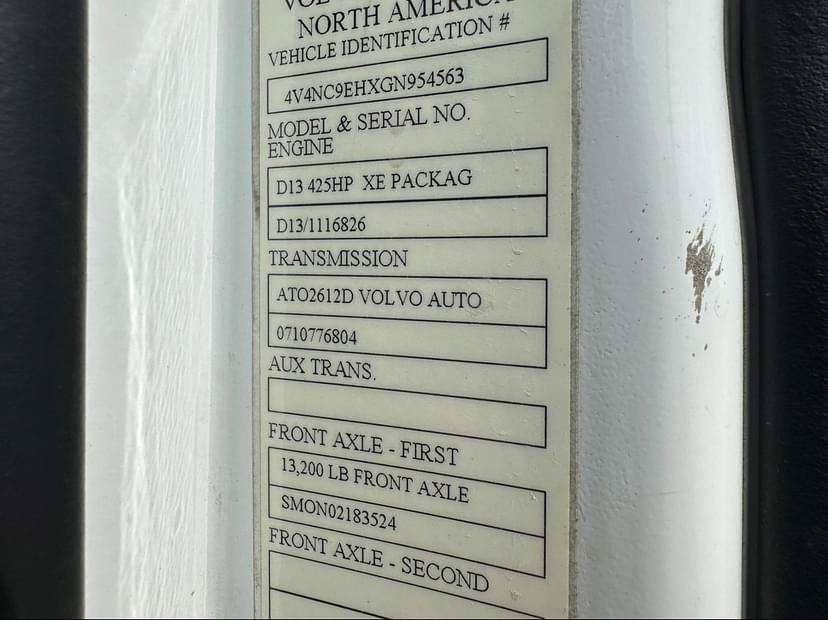 NORTH AMERICA
VEHICLE IDENTIFICATION #
4V4NC9EHXGN954563
MODEL & SERIAL NO.
ENGINE
D13 425HP XE PACKAG
D13/1116826
TRANSMISSION
ATO2612D VOLVO AUTO
0710776804
AUX TRANS.
FRONT AXLE - FIRST
13,200 LB FRONT AXLE
SMON02183524
FRONT AXLE - SECOND